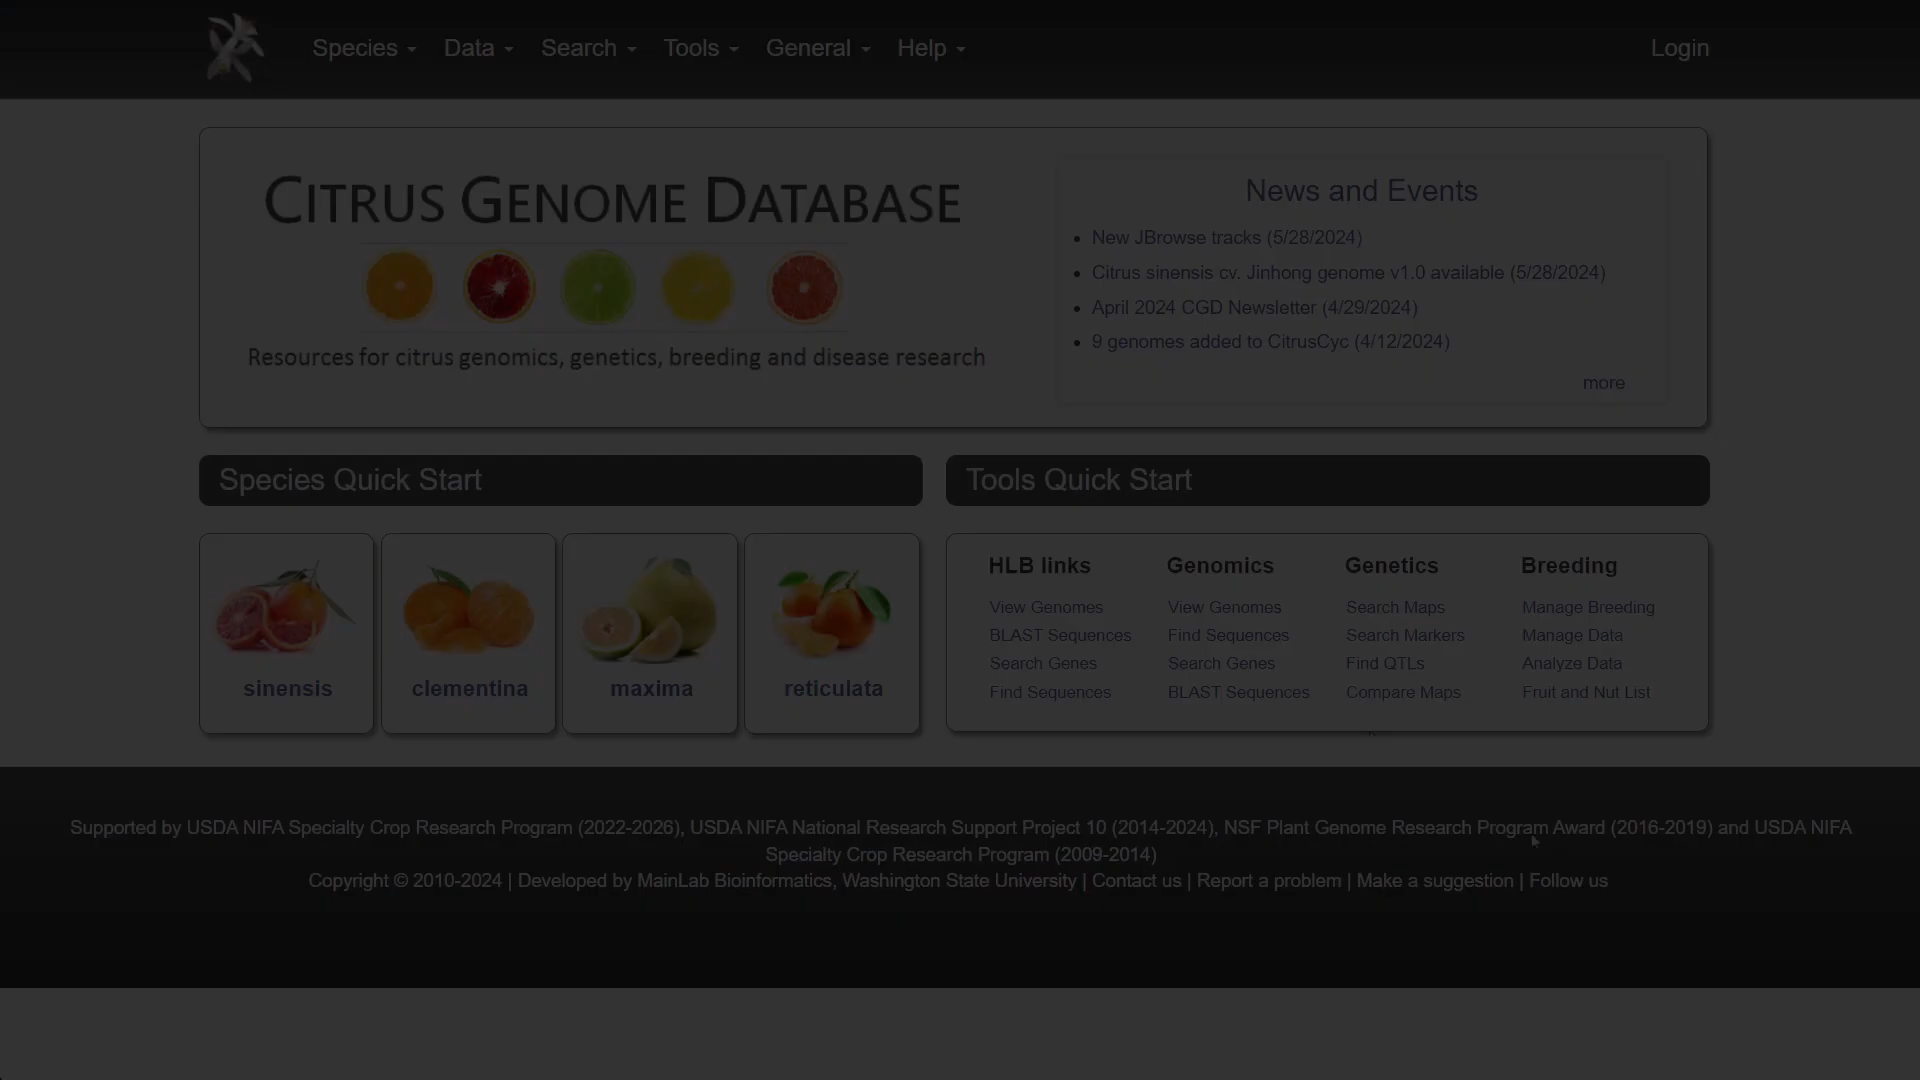 Species Data Search Tools General Help Login
CITRUS GENOME DATABASE
Resources for citrus genomics, genetics, breeding and disease research
News and Events
New JBrowse tracks (5/28/2024)
Citrus sinensis cv. Jinhong genome v1.0 available (5/28/2024)
April 2024 CGD Newsletter (4/29/2024)
9 genomes added to CitrusCyc (4/12/2024)
more
Species Quick Start
sinensis
clementina
maxima
reticulata
Tools Quick Start
HLB links
View Genomes
BLAST Sequences
Search Genes
Find Sequences
Genomics
View Genomes
Find Sequences
Search Genes
BLAST Sequences
Genetics
Search Maps
Search Markers
Find QTLs
Compare Maps
Breeding
Manage Breeding
Manage Data
Analyze Data
Fruit and Nut List
Supported by USDA NIFA Specialty Crop Research Program (2022-2026), USDA NIFA National Research Support Project 10 (2014-2024), NSF Plant Genome Research Program Award (2016-2019) and USDA NIFA
Specialty Crop Research Program (2009-2014)
Copyright © 2010-2024 | Developed by MainLab Bioinformatics, Washington State University | Contact us | Report a problem | Make a suggestion | Follow us